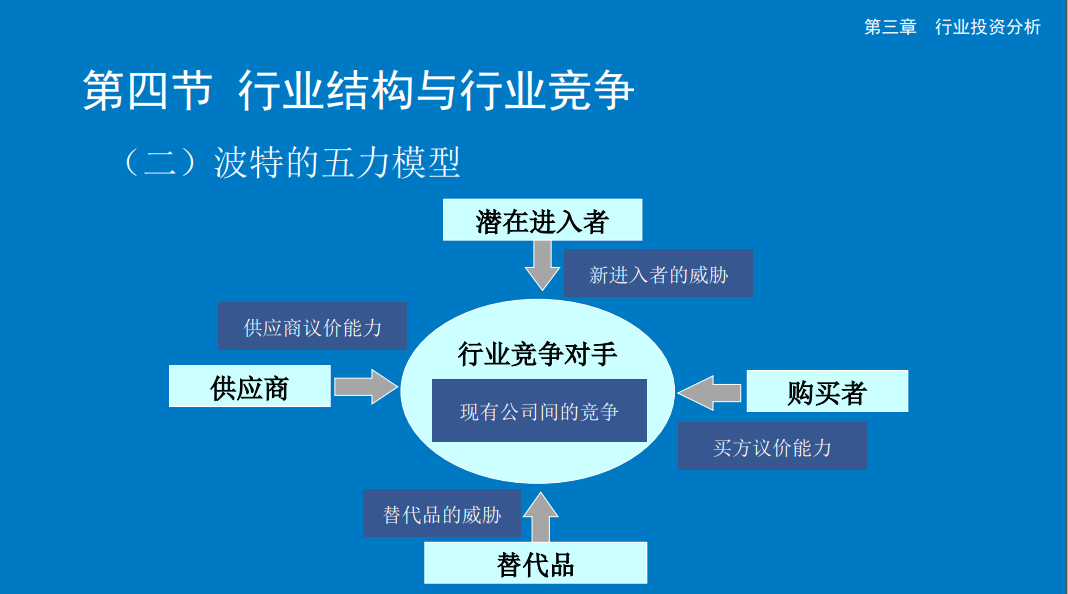 第三章 行业投资分析
第四节 行业结构与行业竞争
（二）波特的五力模型
潜在进入者
新进入者的威胁
供应商议价能力
行业竞争对手
供应商
购买者
现有公司间的竞争
买方议价能力
替代品的威胁
替代品